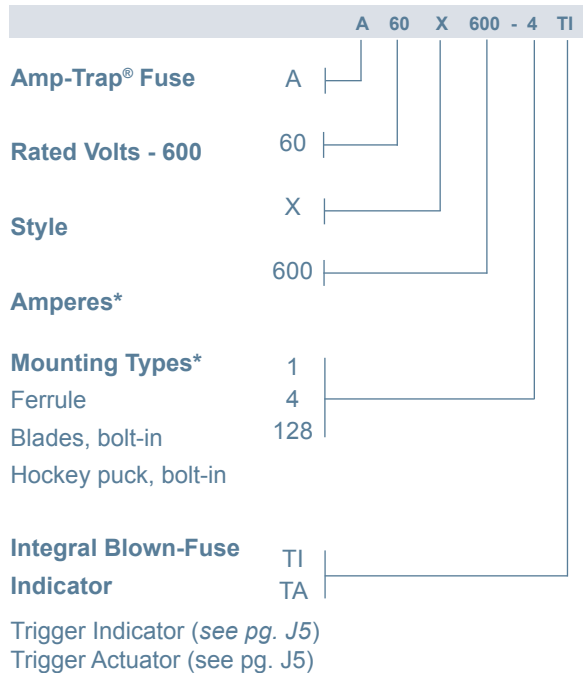 A 60 X 600 - 4 TI
Amp-Trap® Fuse A
Rated Volts - 600 60
Style X
Amperes* 600
Mounting Types* 1
Ferrule 4
Blades, bolt-in 128
Hockey puck, bolt-in
Integral Blown-Fuse TI
Indicator TA
Trigger Indicator (see pg. J5)
Trigger Actuator (see pg. J5)